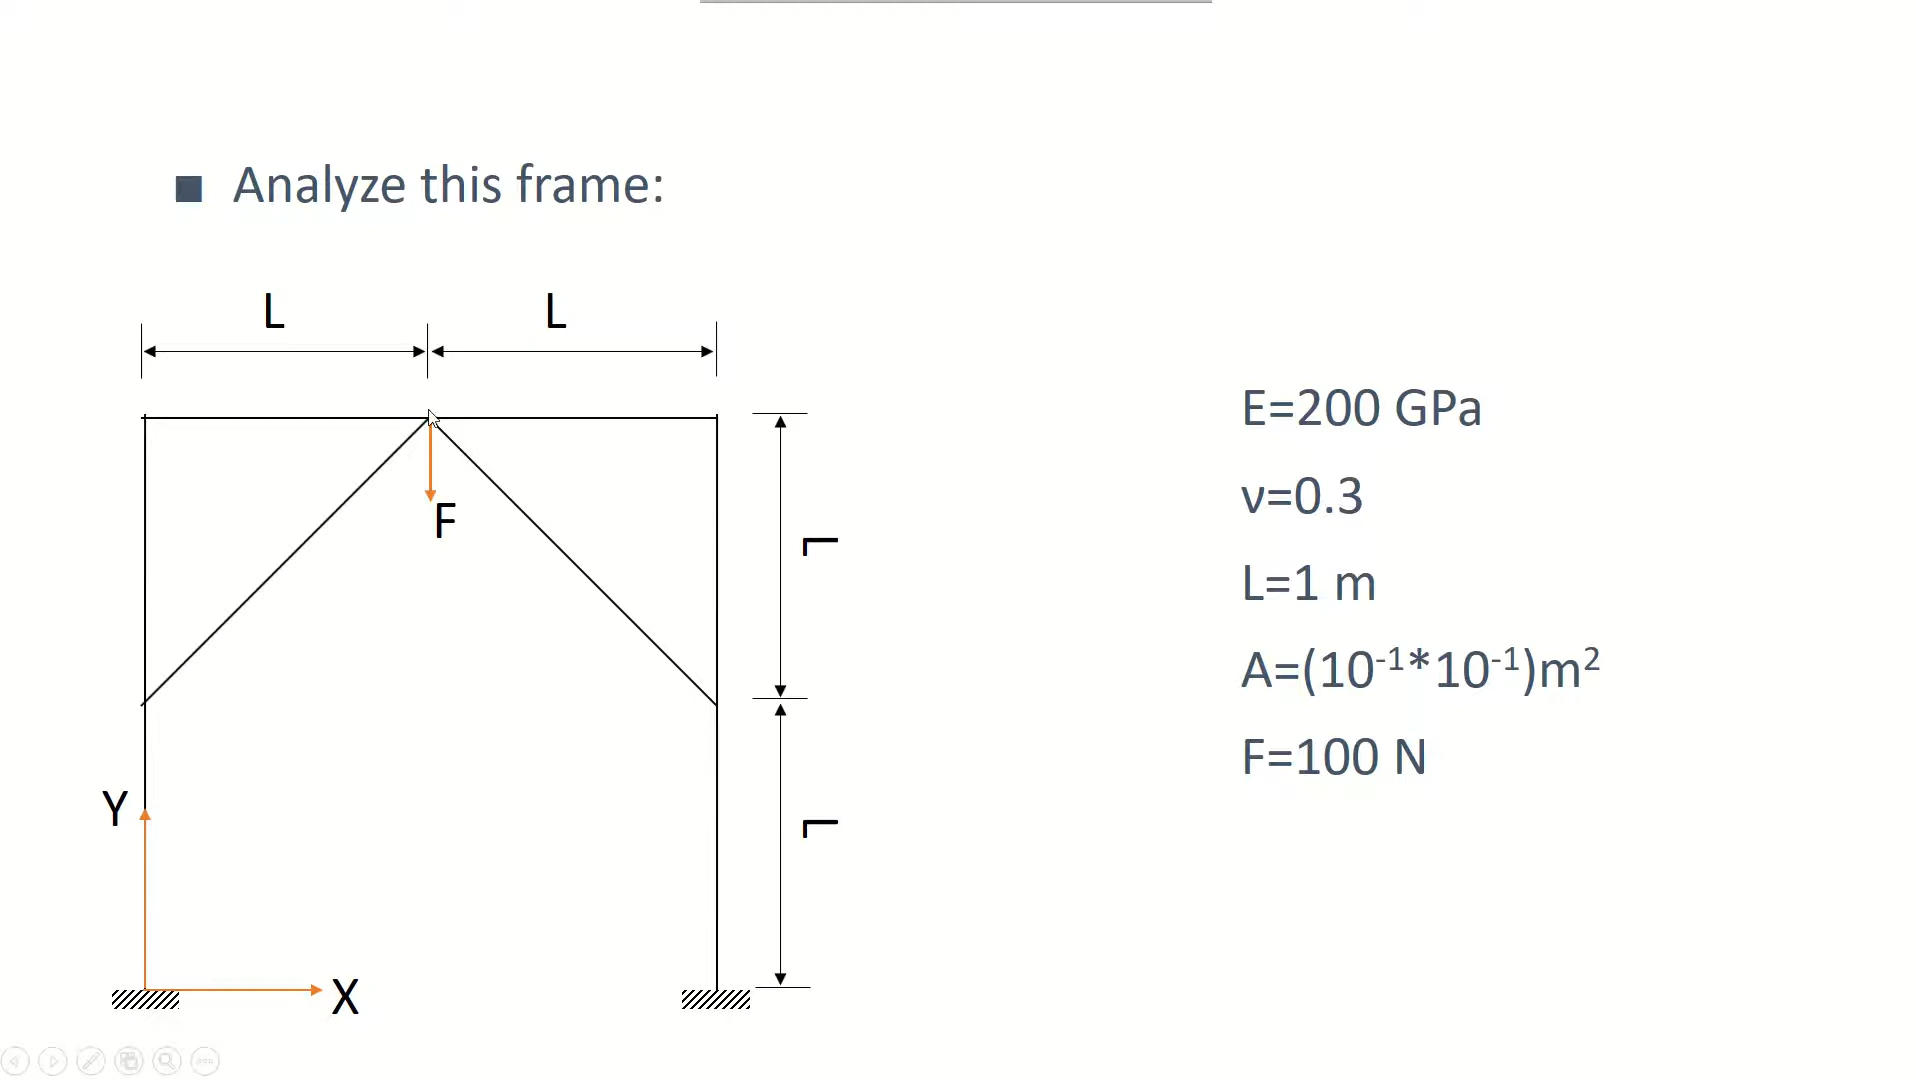 ■ Analyze this frame:
L L
F
L
L
Y
X
E=200 GPa
ν=0.3
L=1 m
A=(10⁻¹*10⁻¹)m²
F=100 N